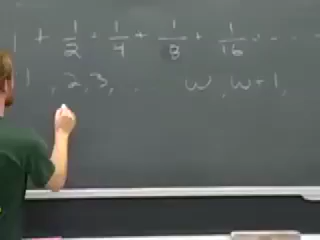 1 + 1/2 + 1/4 + 1/8 + 1/16 ...
1, 2, 3, ... w, w+1,